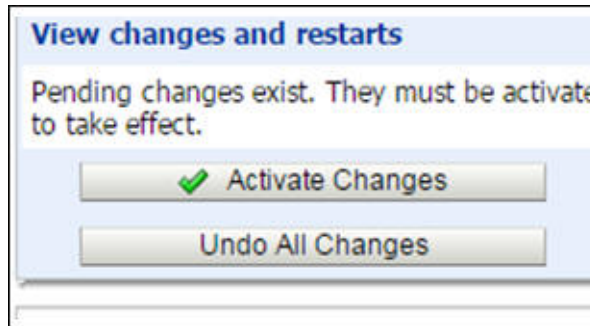 View changes and restarts
Pending changes exist. They must be activate
to take effect.
Activate Changes
Undo All Changes